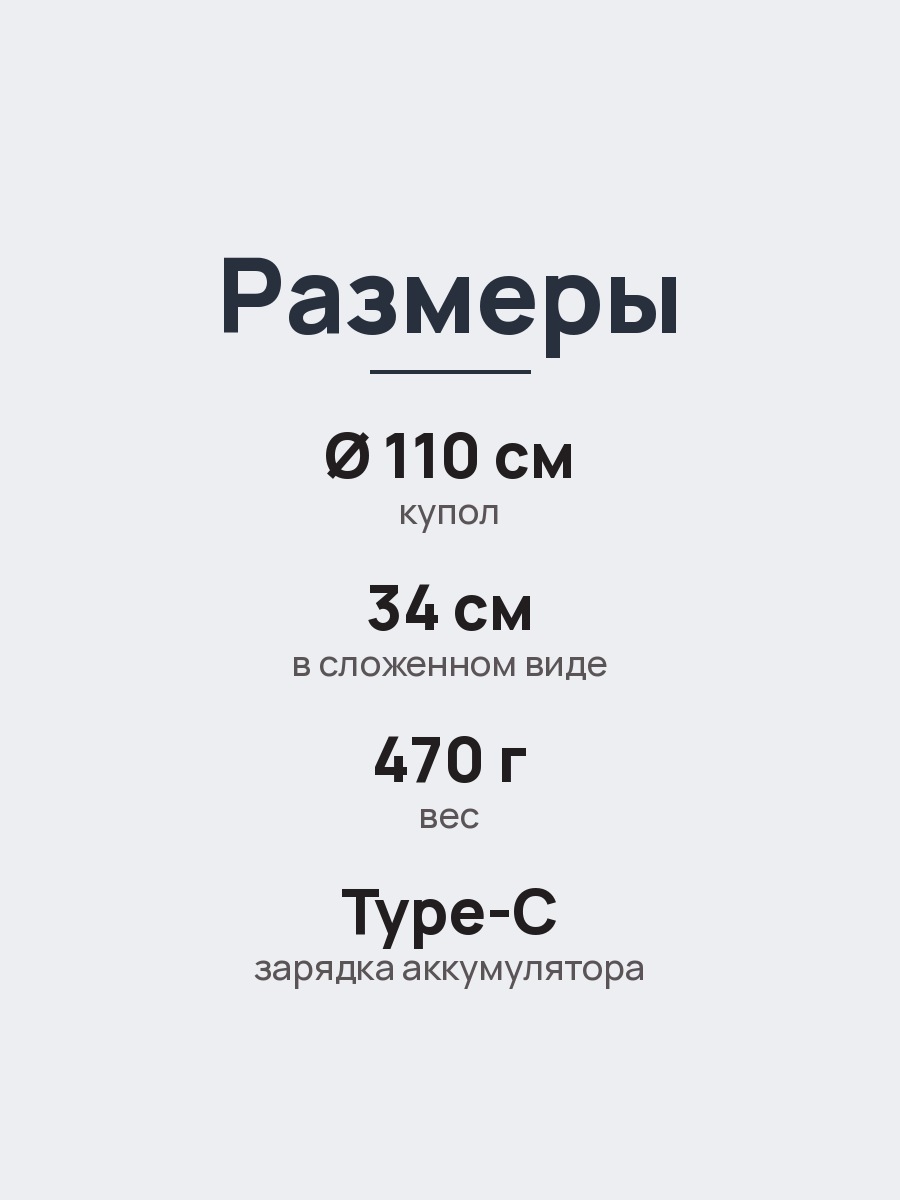 Размеры
Ø 110 см
купол
34 см
в сложенном виде
470 г
вес
Type-C
зарядка аккумулятора